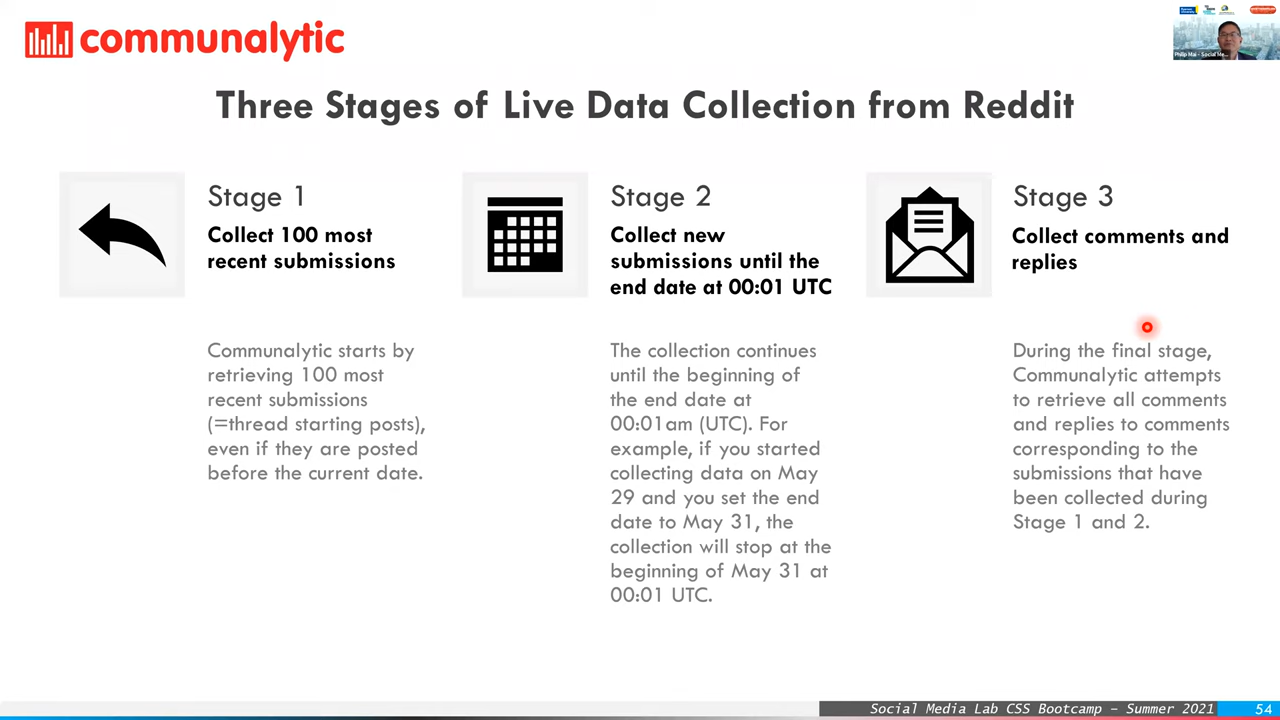 communalytic
Three Stages of Live Data Collection from Reddit
Stage 1
Collect 100 most
recent submissions
Communalytic starts by
retrieving 100 most
recent submissions
(=thread starting posts),
even if they are posted
before the current date.
Stage 2
Collect new
submissions until the
end date at 00:01 UTC
The collection continues
until the beginning of
the end date at
00:01am (UTC). For
example, if you started
collecting data on May
29 and you set the end
date to May 31, the
collection will stop at the
beginning of May 31 at
00:01 UTC.
Stage 3
Collect comments and
replies
During the final stage,
Communalytic attempts
to retrieve all comments
and replies to comments
corresponding to the
submissions that have
been collected during
Stage 1 and 2.
Philip Mai - Social Me...
Social Media Lab CSS Bootcamp – Summer 2021
54